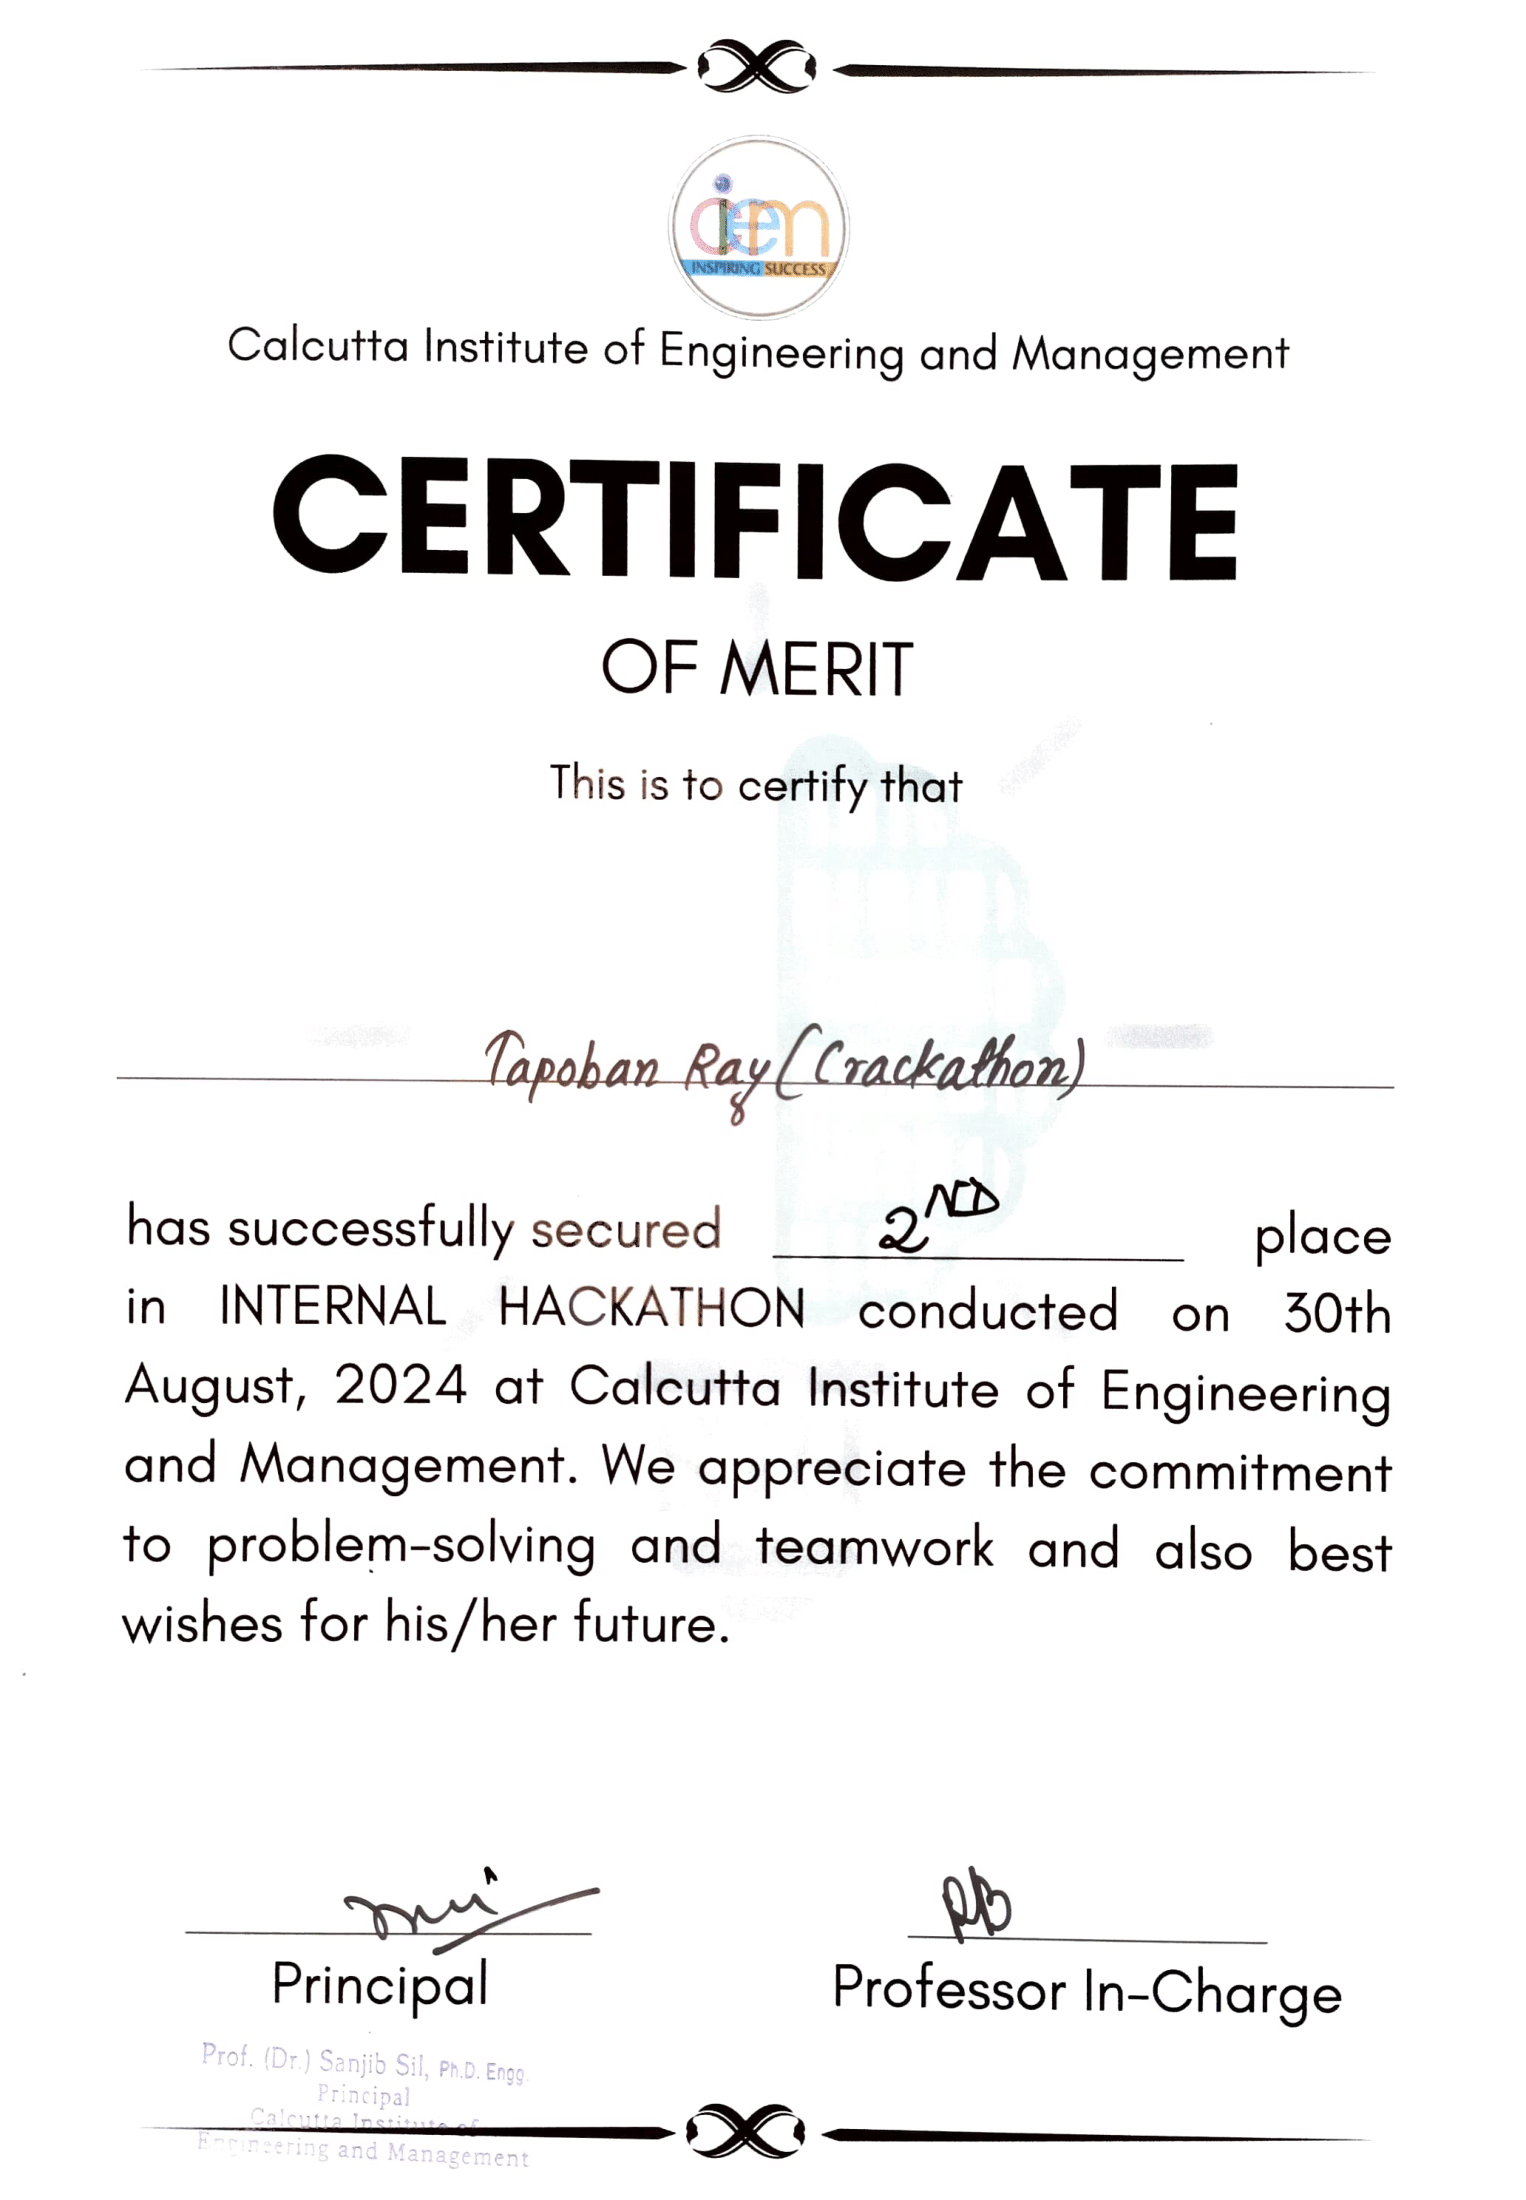 ciem
INSPIRING SUCCESS
Calcutta Institute of Engineering and Management
CERTIFICATE
OF MERIT
This is to certify that
Tapoban Ray (Crackathon)
has successfully secured 2ND place
in INTERNAL HACKATHON conducted on 30th
August, 2024 at Calcutta Institute of Engineering
and Management. We appreciate the commitment
to problem-solving and teamwork and also best
wishes for his/her future.
RB
Principal
Professor In-Charge
Prof. (Dr.) Sanjib Sil, Ph.D. Engg.
Principal
Calcutta Institute of
Engineering and Management